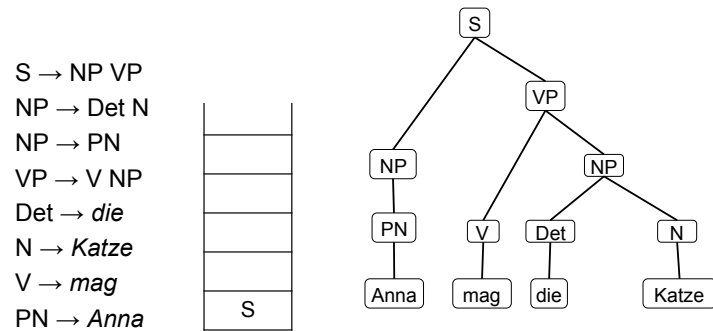 S → NP VP
NP → Det N
NP → PN
VP → V NP
Det → die
N → Katze
V → mag
PN → Anna
S
S
VP
NP
NP
PN
V
Det
N
Anna
mag
die
Katze